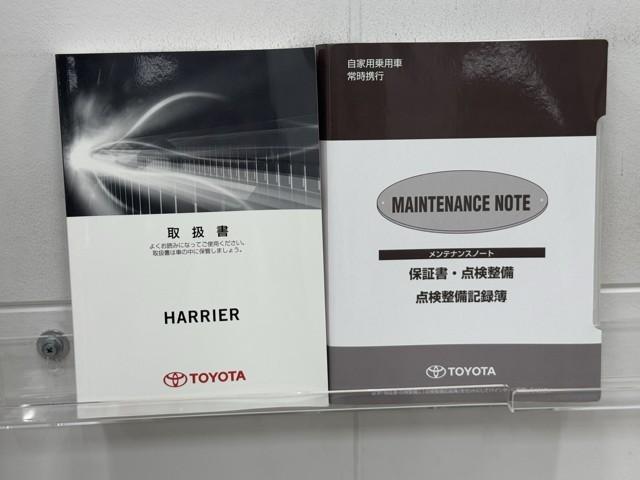 取扱書
よくお読みになってご使用ください。
取扱書は車の中に保管しましょう。
HARRIER
TOYOTA
自家用乗用車
常時携行
MAINTENANCE NOTE
メンテナンスノート
保証書・点検整備
点検整備記録簿
TOYOTA